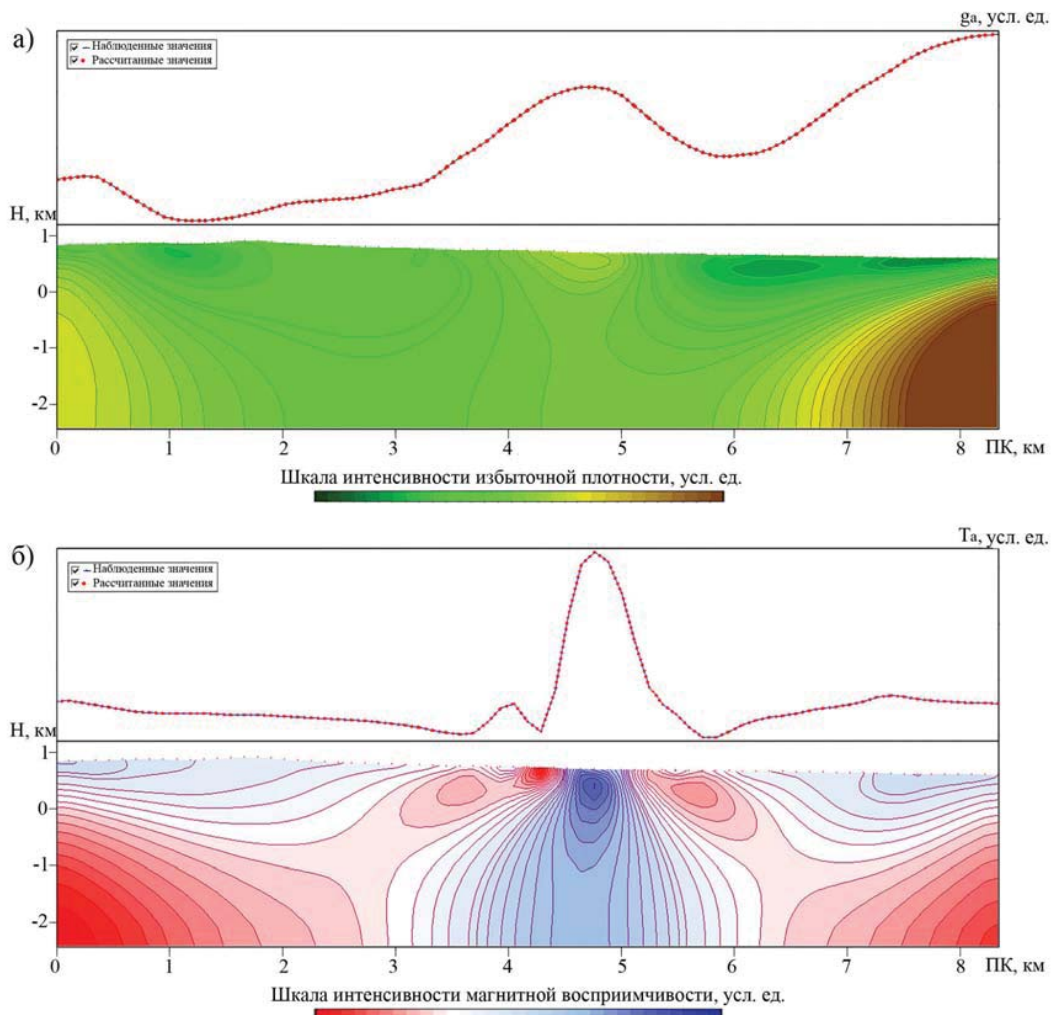 gа, усл. ед.
а)
Наблюденные значения
Рассчитанные значения
Н, км
1
0
-1
-2
0 1 2 3 4 5 6 7 8 ПК, км
Шкала интенсивности избыточной плотности, усл. ед.
Tа, усл. ед.
б)
Наблюденные значения
Рассчитанные значения
Н, км
1
0
-1
-2
0 1 2 3 4 5 6 7 8 ПК, км
Шкала интенсивности магнитной восприимчивости, усл. ед.